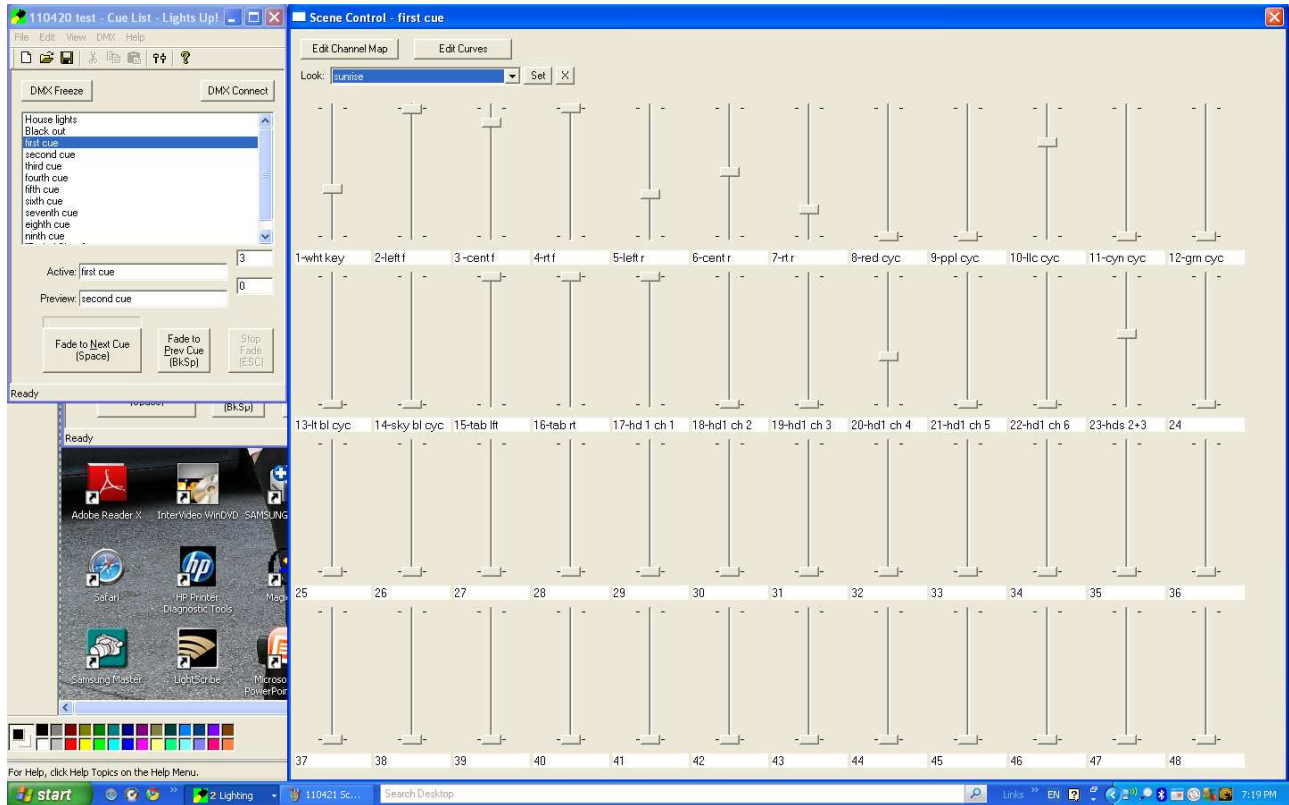 110420 test - Cue List - Lights Up!
File Edit View DMX Help
DMX Freeze
DMX Connect
House lights
Black out
first cue
second cue
third cue
fourth cue
fifth cue
sixth cue
seventh cue
eighth cue
ninth cue
3
Active: first cue
0
Preview: second cue
Fade to Next Cue
(Space)
Fade to
Prev Cue
(BkSp)
Stop
Fade
(ESC)
Ready
(BkSp)
Ready
Adobe Reader X
InterVideo WinDVD
SAMSUNG
Safari
HP Printer
Diagnostic Tools
Samsung Master
LightScribe
PowerPoin
For Help, click Help Topics on the Help Menu.
Scene Control - first cue
Edit Channel Map
Edit Curves
Look: sunrise
Set
X
1-wht key 2-left f 3-cent f 4-rt f 5-left r 6-cent r 7-rt r 8-red cyc 9-ppl cyc 10-llc cyc 11-cyn cyc 12-grn cyc
13-lt bl cyc 14-sky bl cyc 15-tab lft 16-tab rt 17-hd 1 ch 1 18-hd1 ch 2 19-hd1 ch 3 20-hd1 ch 4 21-hd1 ch 5 22-hd1 ch 6 23-hds 2+3 24
25 26 27 28 29 30 31 32 33 34 35 36
37 38 39 40 41 42 43 44 45 46 47 48
start
2 Lighting
110421 Sc...
Search Desktop
Links
EN
7:19 PM